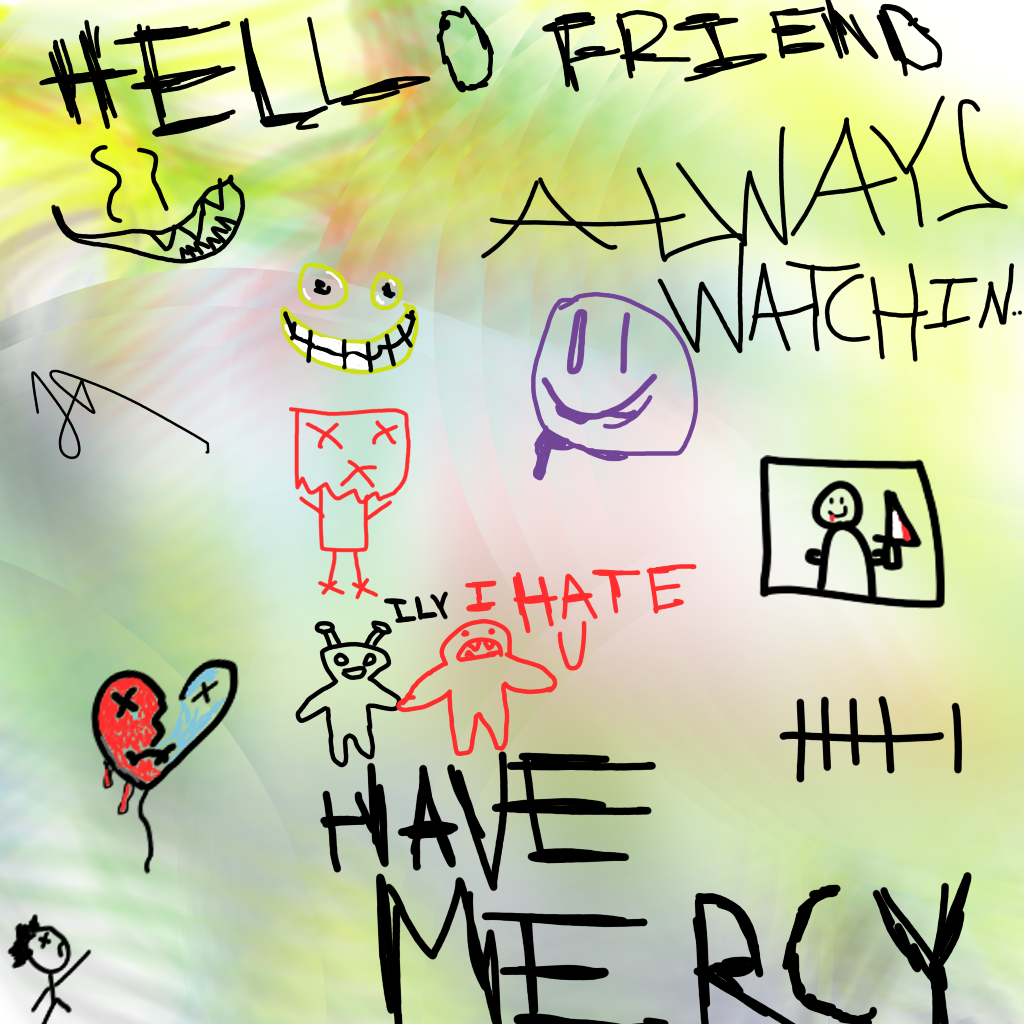 HELLO FRIEND
ALWAYS
WATCHIN..
ILY
I HATE
U
HAVE
MERCY